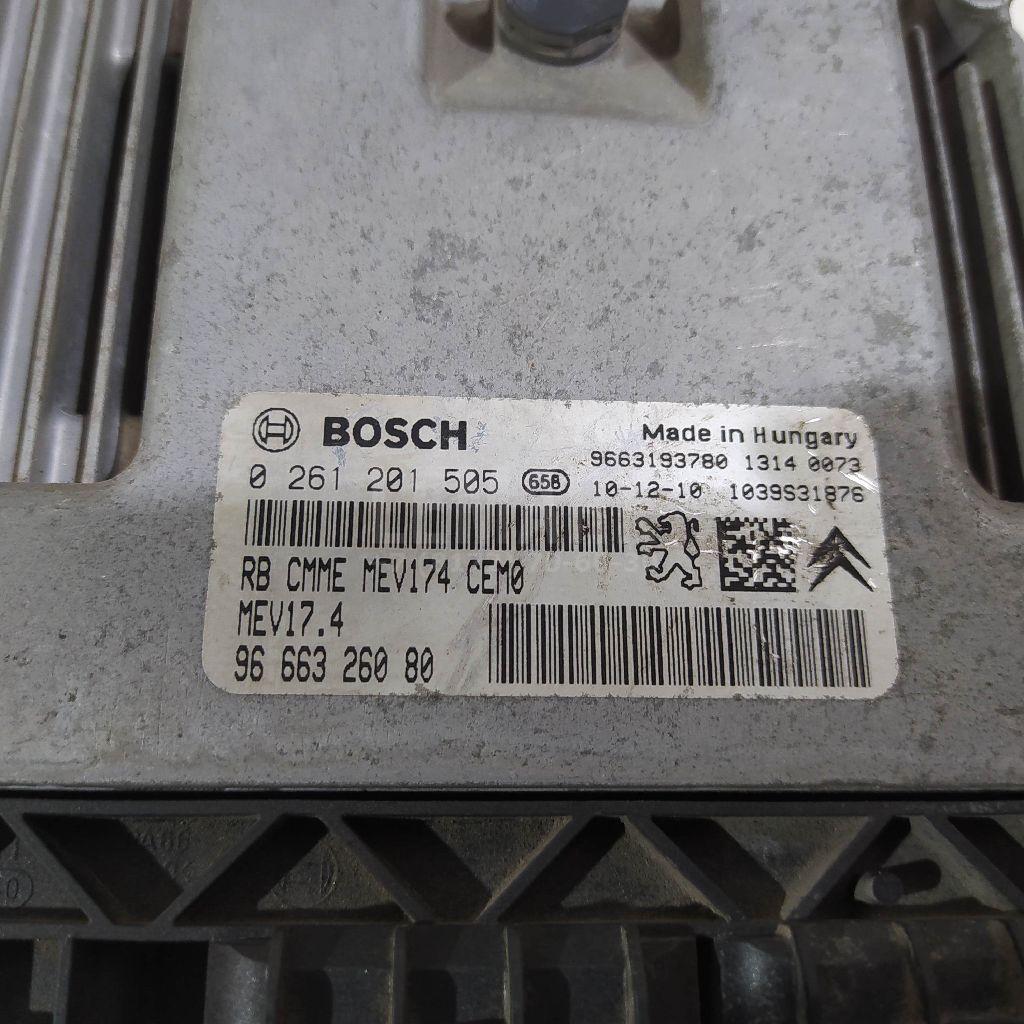 BOSCH
Made in Hungary
0 261 201 505 658
9663193780 1314 0073
10-12-10 1039S31876
RB CMME MEV174 CEM0
MEV17.4
96 663 260 80